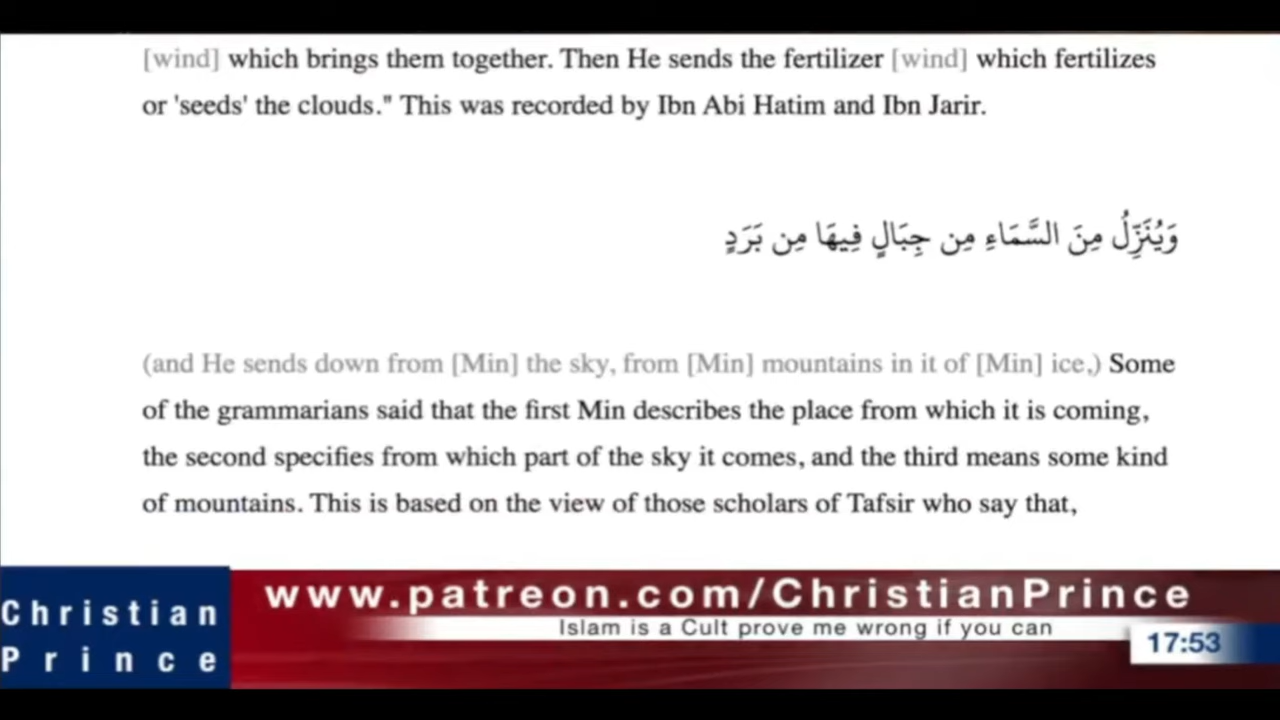 [wind] which brings them together. Then He sends the fertilizer [wind] which fertilizes
or 'seeds' the clouds." This was recorded by Ibn Abi Hatim and Ibn Jarir.
وَيُنَزِّلُ مِنَ السَّمَاءِ مِن جِبَالٍ فِيهَا مِن بَرَدٍ
(and He sends down from [Min] the sky, from [Min] mountains in it of [Min] ice,) Some
of the grammarians said that the first Min describes the place from which it is coming,
the second specifies from which part of the sky it comes, and the third means some kind
of mountains. This is based on the view of those scholars of Tafsir who say that,
Christian
Prince
www.patreon.com/ChristianPrince
Islam is a Cult prove me wrong if you can
17:53